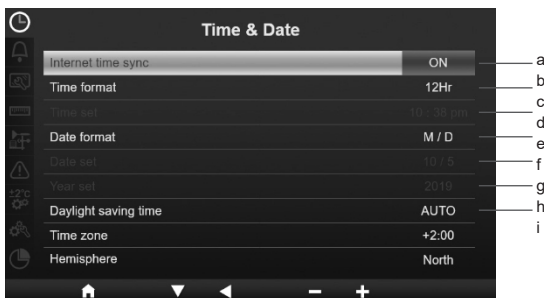 Time & Date
Internet time sync ON a
Time format 12Hr b
Time set 10 : 38 pm c
d
Date format M / D e
Date set 10 / 5 f
Year set 2019 g
Daylight saving time AUTO h
Time zone +2:00 i
Hemisphere North
±2°C